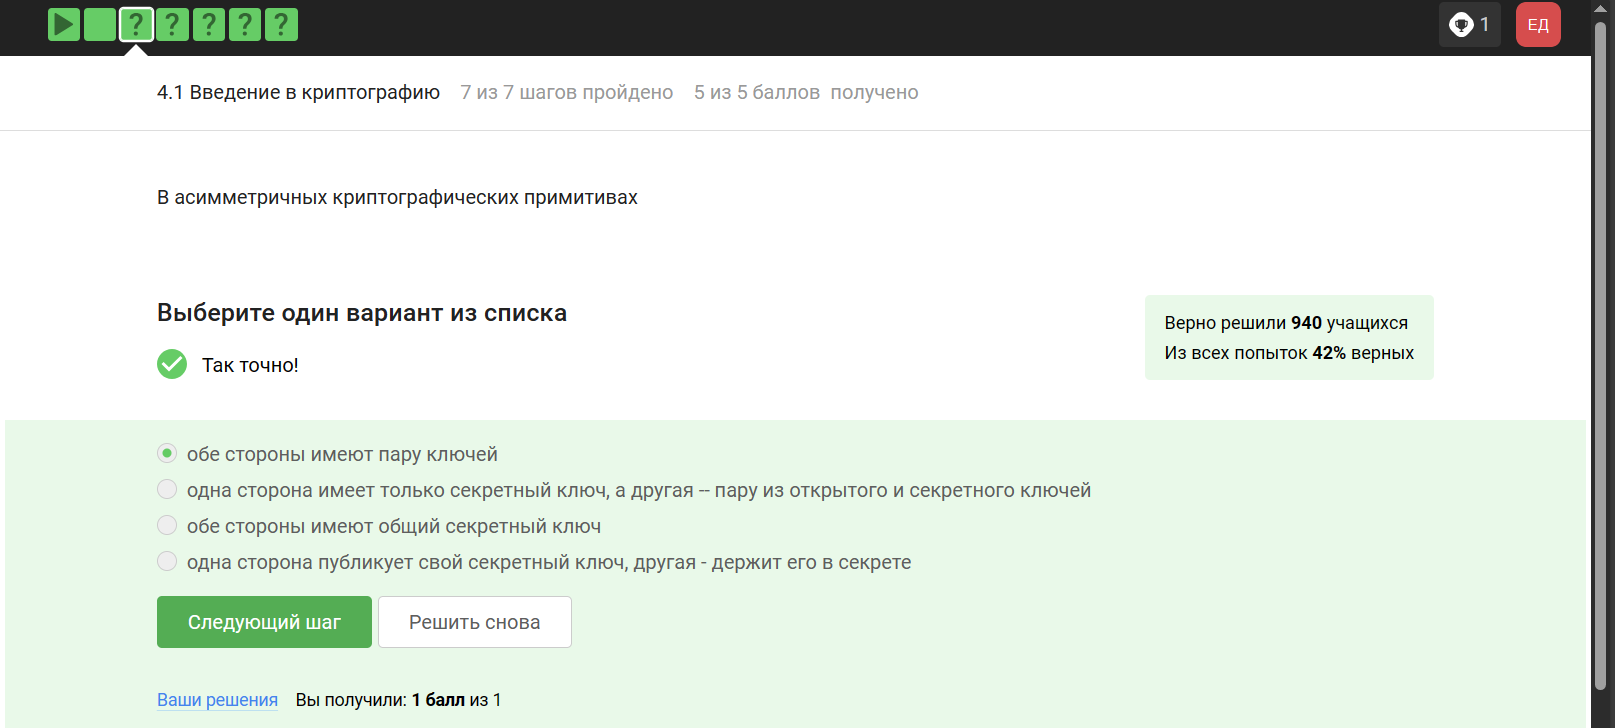 ? ? ? ? ?
1
ЕД
4.1 Введение в криптографию 7 из 7 шагов пройдено 5 из 5 баллов получено
В асимметричных криптографических примитивах
Выберите один вариант из списка
Так точно!
Верно решили 940 учащихся
Из всех попыток 42% верных
обе стороны имеют пару ключей
одна сторона имеет только секретный ключ, а другая -- пару из открытого и секретного ключей
обе стороны имеют общий секретный ключ
одна сторона публикует свой секретный ключ, другая - держит его в секрете
Следующий шаг
Решить снова
Ваши решения Вы получили: 1 балл из 1